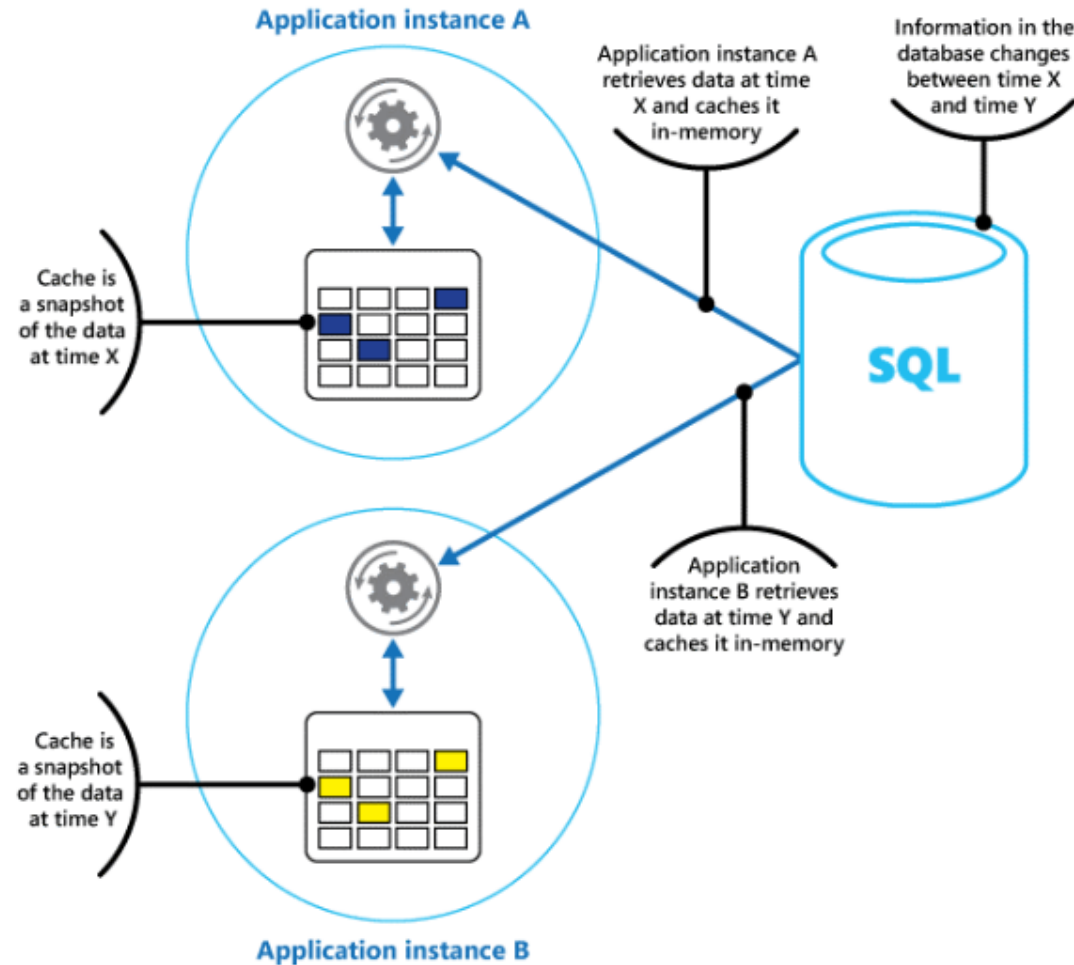 Application instance A
Application instance A
retrieves data at time
X and caches it
in-memory
Information in the
database changes
between time X
and time Y
Cache is
a snapshot
of the data
at time X
SQL
Application
instance B retrieves
data at time Y and
caches it in-memory
Cache is
a snapshot
of the data
at time Y
Application instance B